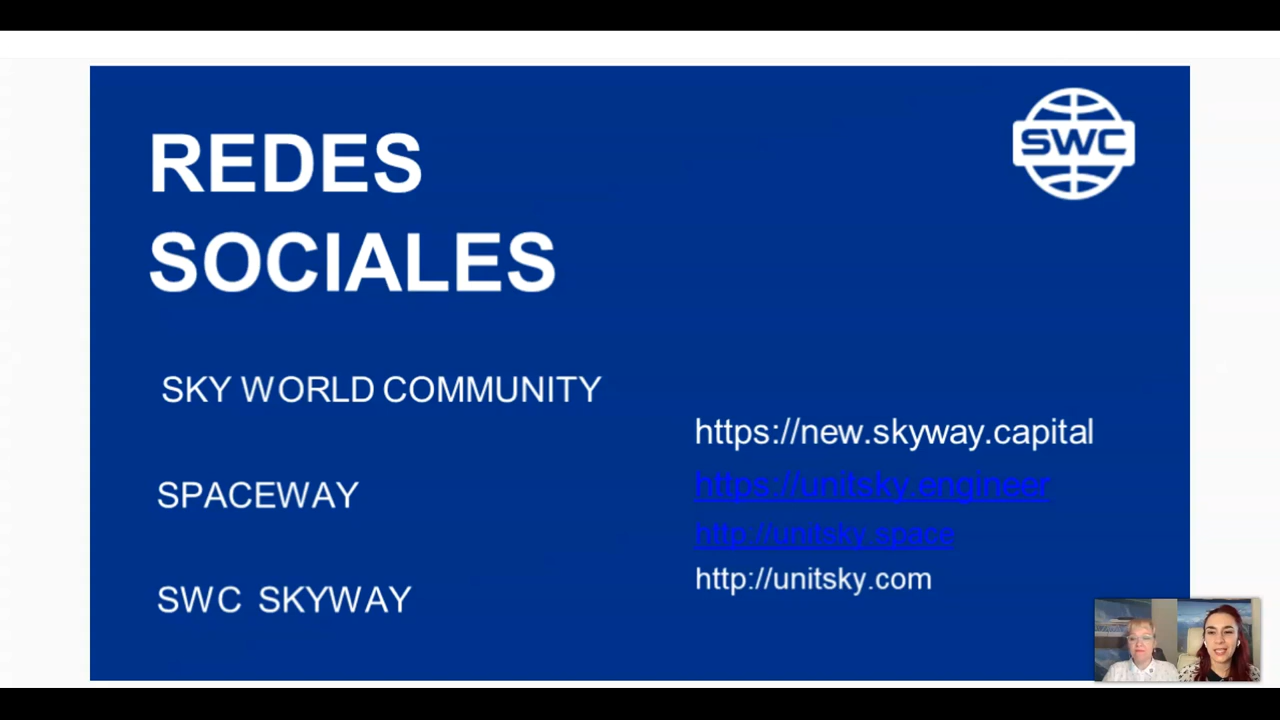 SWC
REDES
SOCIALES
SKY WORLD COMMUNITY
https://new.skyway.capital
https://unitsky.engineer
SPACEWAY
http://unitsky.space
http://unitsky.com
SWC SKYWAY